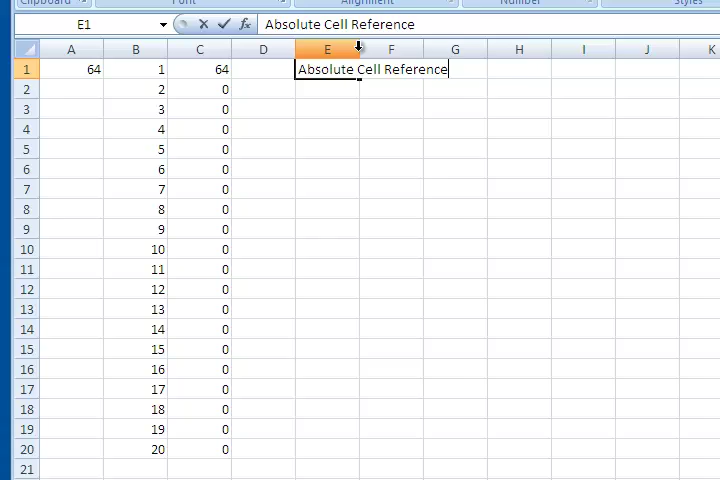 Clipboard Font Alignment Number Styles
E1 fx Absolute Cell Reference
A B C D E F G H I J K
1 64 1 64 Absolute Cell Reference
2 2 0
3 3 0
4 4 0
5 5 0
6 6 0
7 7 0
8 8 0
9 9 0
10 10 0
11 11 0
12 12 0
13 13 0
14 14 0
15 15 0
16 16 0
17 17 0
18 18 0
19 19 0
20 20 0
21